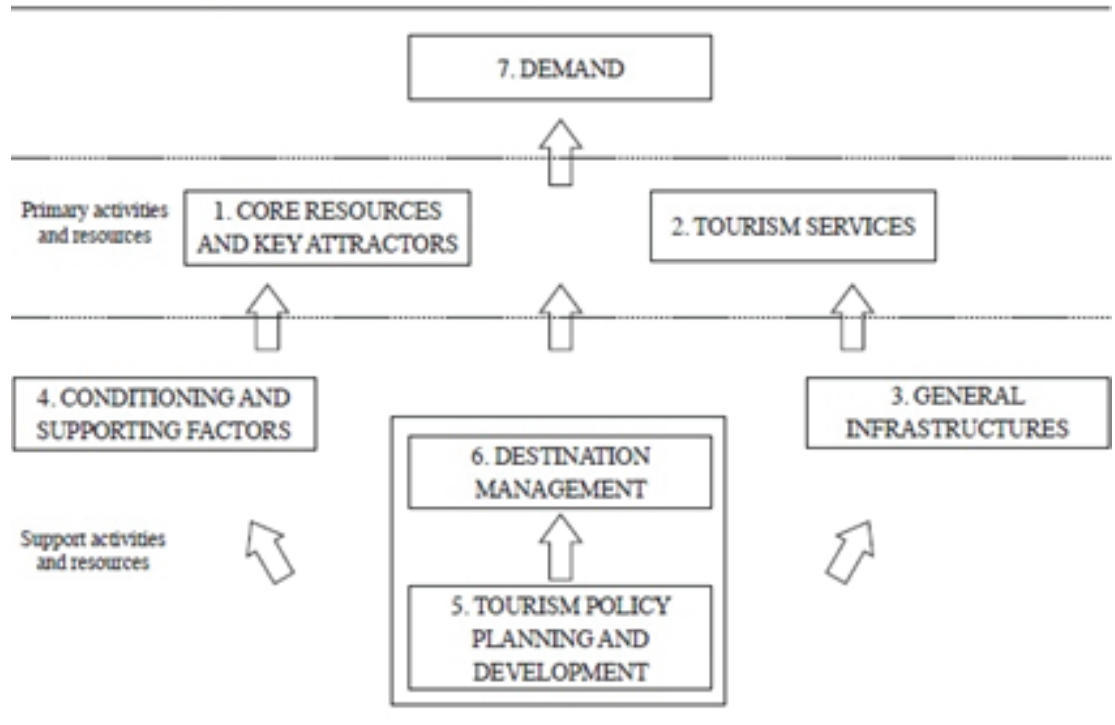 7. DEMAND
Primary activities
and resources
1. CORE RESOURCES
AND KEY ATTRACTORS
2. TOURISM SERVICES
4. CONDITIONING AND
SUPPORTING FACTORS
3. GENERAL
INFRASTRUCTURES
6. DESTINATION
MANAGEMENT
Support activities
and resources
5. TOURISM POLICY
PLANNING AND
DEVELOPMENT